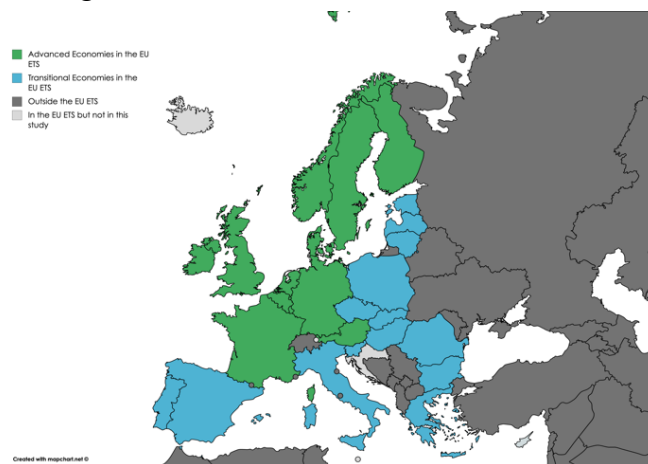 Advanced Economies in the EU
ETS
Transitional Economies in the
EU ETS
Outside the EU ETS
In the EU ETS but not in this
study
Created with mapchart.net ©